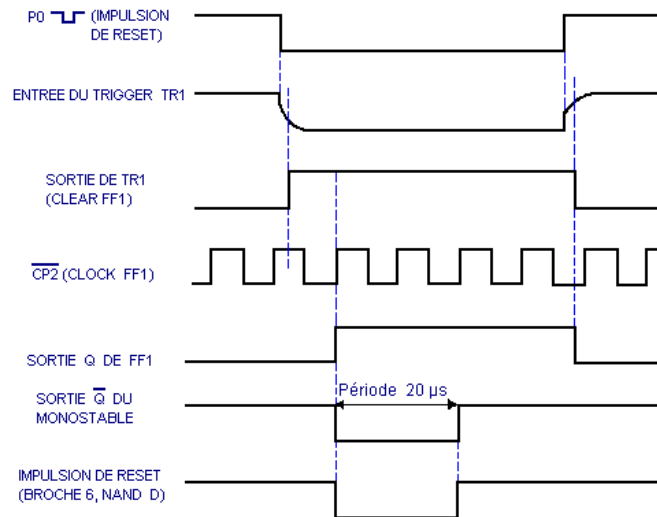 P0 (IMPULSION
DE RESET)
ENTREE DU TRIGGER TR1
SORTIE DE TR1
(CLEAR FF1)
C̅P̅2̅ (CLOCK FF1)
SORTIE Q DE FF1
Période 20 µs
SORTIE Q̅ DU
MONOSTABLE
IMPULSION DE RESET
(BROCHE 6, NAND D)